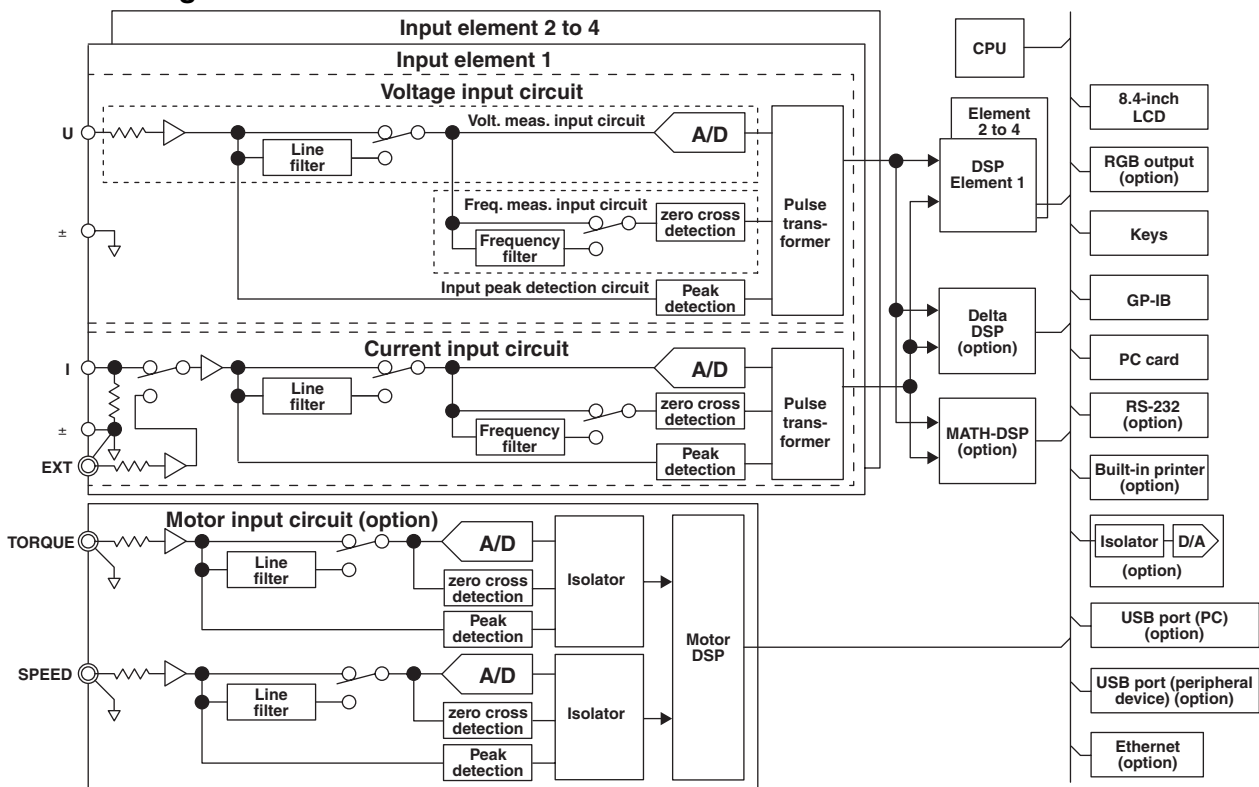 Input element 2 to 4
Input element 1
Voltage input circuit
U
Line
filter
Volt. meas. input circuit
A/D
Freq. meas. input circuit
Frequency
filter
zero cross
detection
±
Input peak detection circuit
Peak
detection
Pulse
trans-
former
Current input circuit
I
Line
filter
A/D
Frequency
filter
zero cross
detection
Peak
detection
Pulse
trans-
former
±
EXT
Motor input circuit (option)
TORQUE
Line
filter
A/D
zero cross
detection
Peak
detection
Isolator
SPEED
Line
filter
A/D
zero cross
detection
Peak
detection
Isolator
Motor
DSP
CPU
Element
2 to 4
DSP
Element 1
Delta
DSP
(option)
MATH-DSP
(option)
8.4-inch
LCD
RGB output
(option)
Keys
GP-IB
PC card
RS-232
(option)
Built-in printer
(option)
Isolator
D/A
(option)
USB port (PC)
(option)
USB port (peripheral
device) (option)
Ethernet
(option)